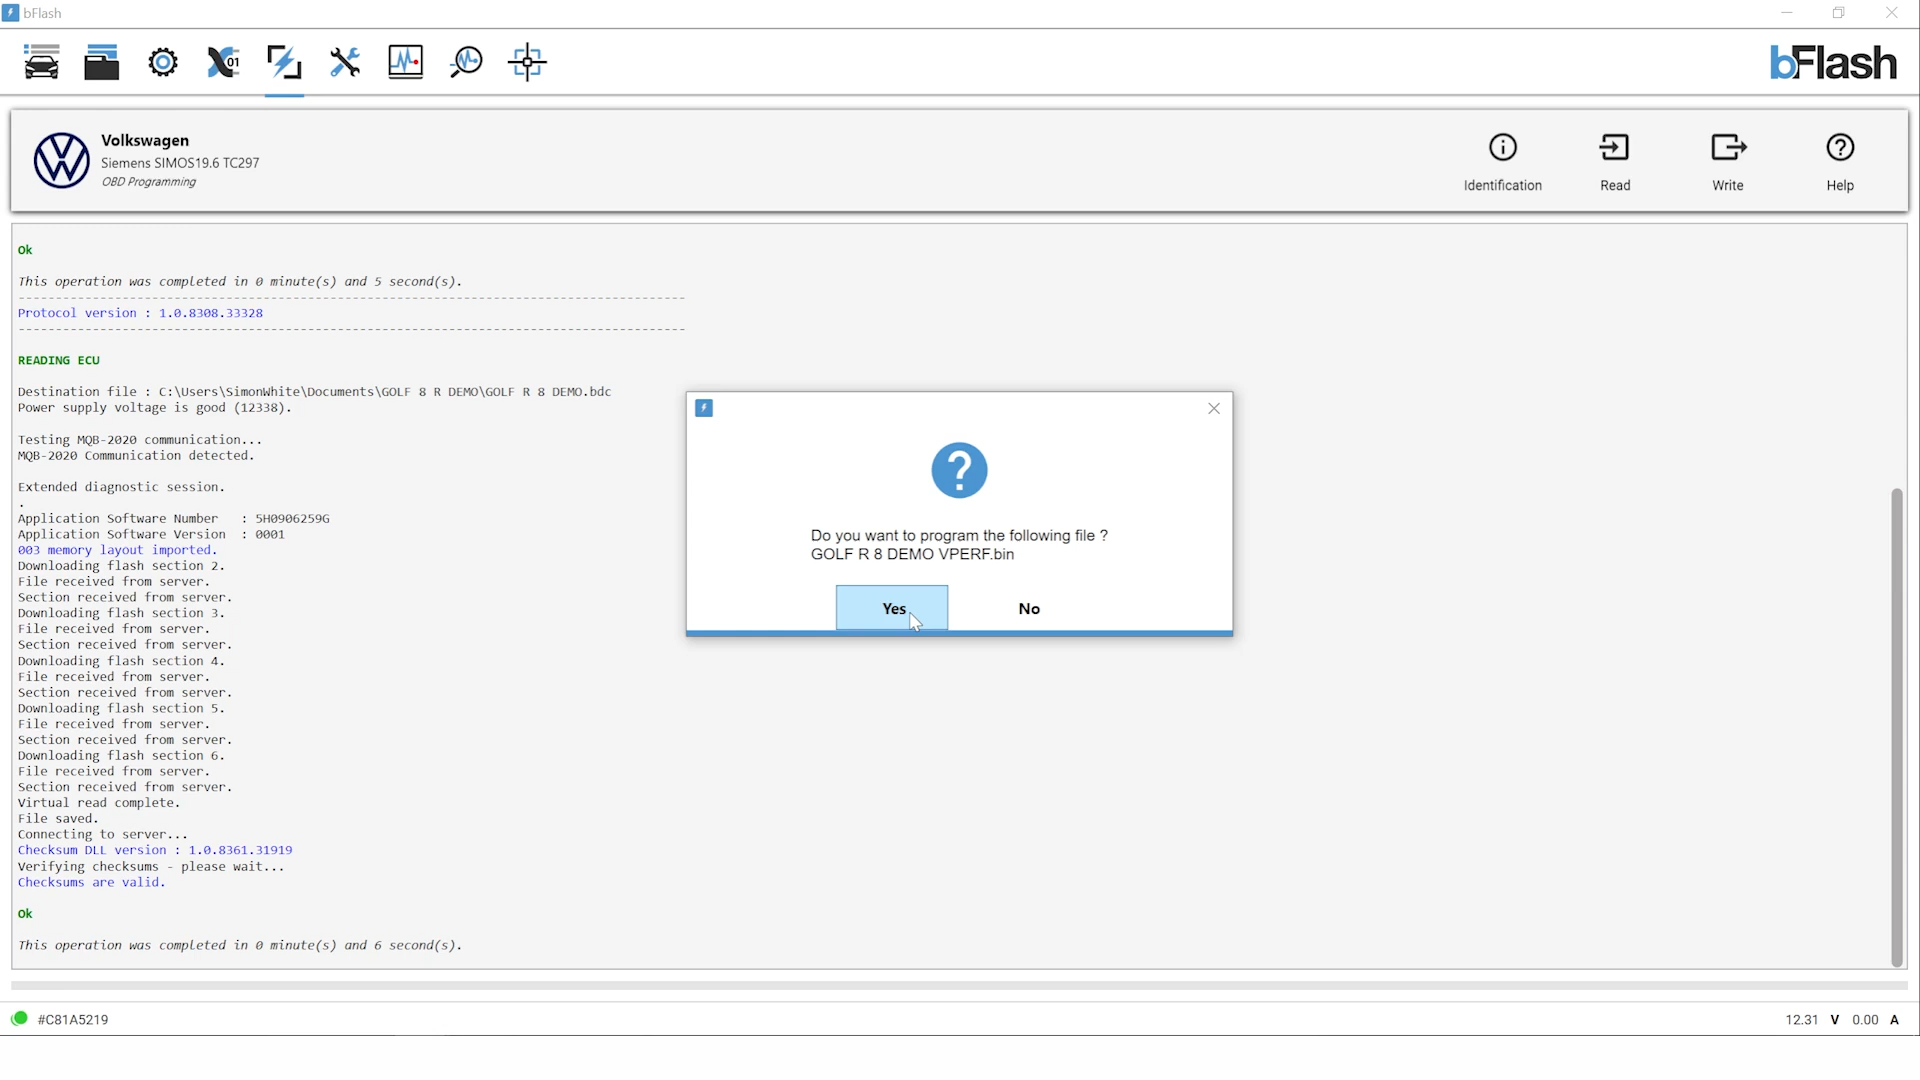 bFlash
01
bFlash
Volkswagen
Siemens SIMOS19.6 TC297
OBD Programming
Identification
Read
Write
Help
Ok
This operation was completed in 0 minute(s) and 5 second(s).
Protocol version : 1.0.8308.33328
READING ECU
Destination file : C:\Users\SimonWhite\Documents\GOLF 8 R DEMO\GOLF R 8 DEMO.bdc
Power supply voltage is good (12338).
Testing MQB-2020 communication...
MQB-2020 Communication detected.
Extended diagnostic session.
.
Application Software Number : 5H0906259G
Application Software Version : 0001
003 memory layout imported.
Downloading flash section 2.
File received from server.
Section received from server.
Downloading flash section 3.
File received from server.
Section received from server.
Downloading flash section 4.
File received from server.
Section received from server.
Downloading flash section 5.
File received from server.
Section received from server.
Downloading flash section 6.
File received from server.
Section received from server.
Virtual read complete.
File saved.
Connecting to server...
Checksum DLL version : 1.0.8361.31919
Verifying checksums - please wait...
Checksums are valid.
Ok
This operation was completed in 0 minute(s) and 6 second(s).
Do you want to program the following file ?
GOLF R 8 DEMO VPERF.bin
Yes
No
#C81A5219
12.31 V 0.00 A